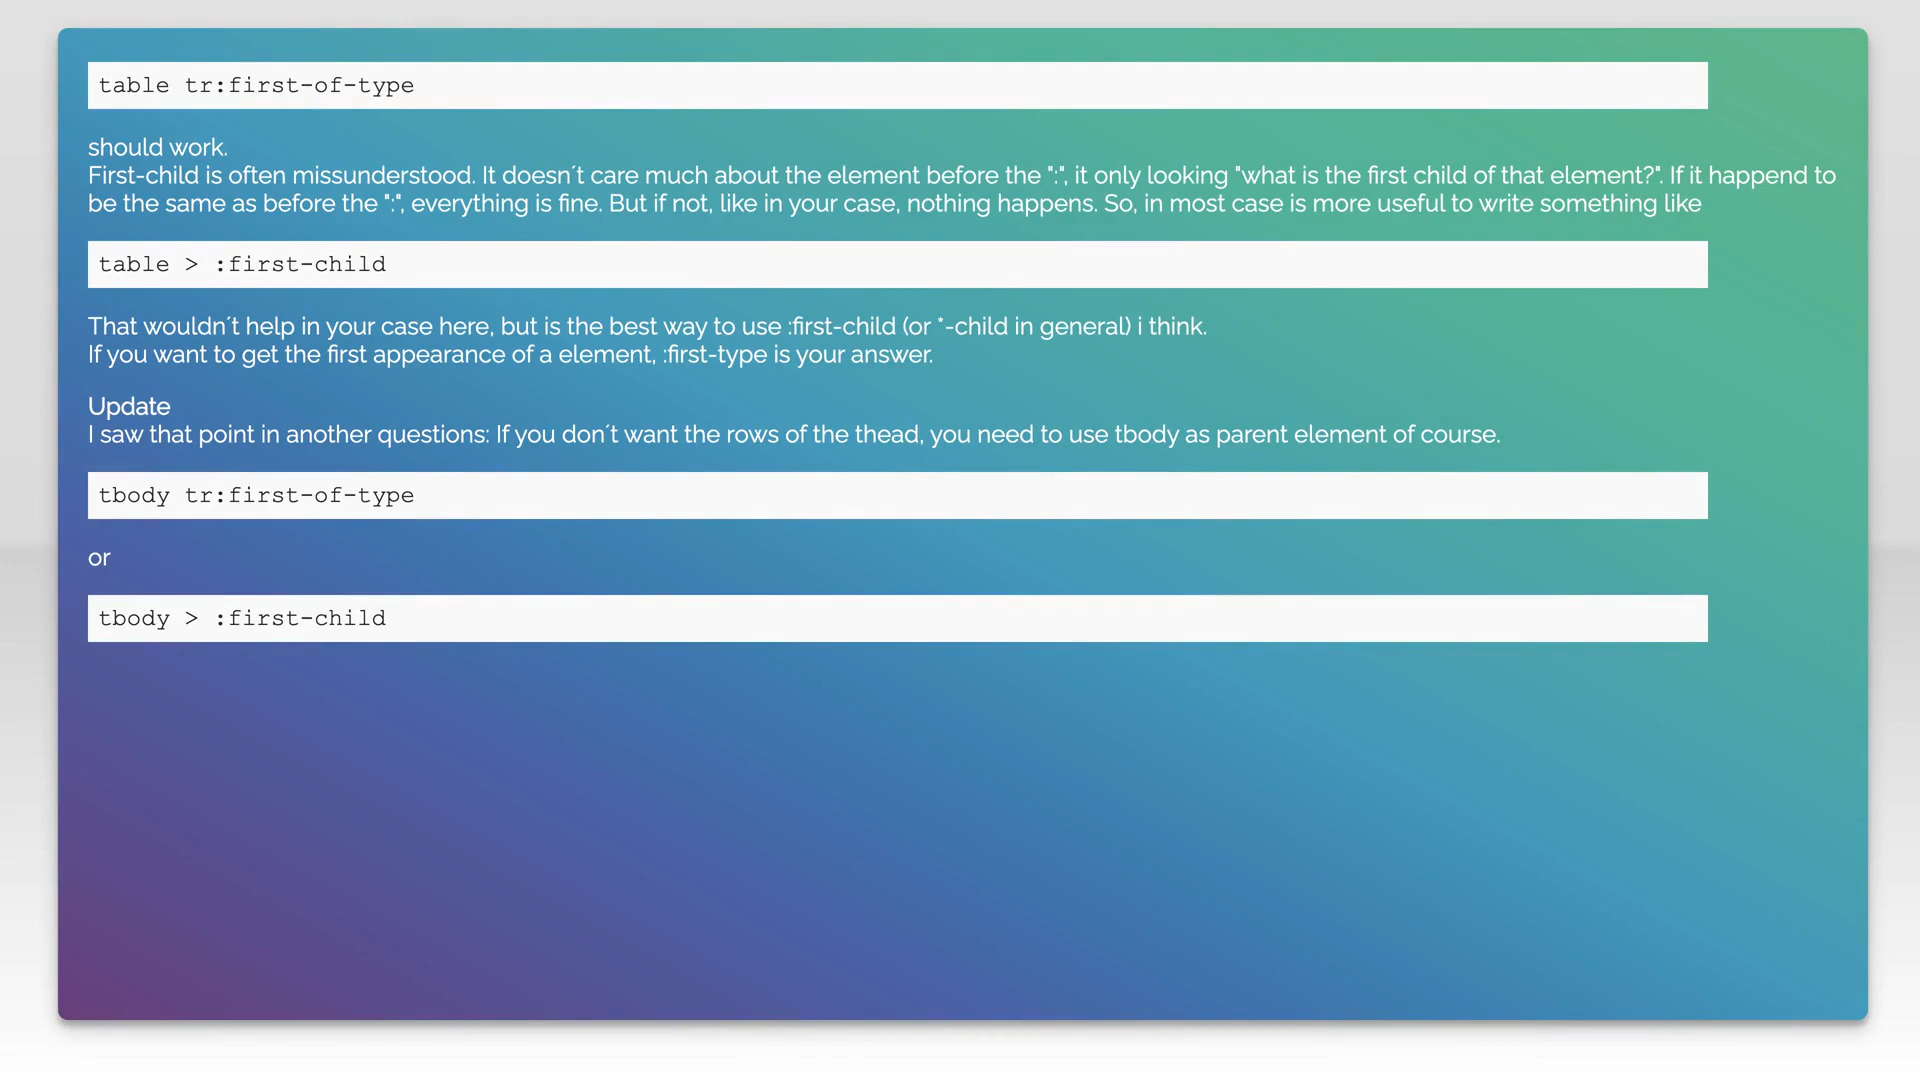 table tr:first-of-type
should work.
First-child is often missunderstood. It doesn´t care much about the element before the ":", it only looking "what is the first child of that element?". If it happend to
be the same as before the ":", everything is fine. But if not, like in your case, nothing happens. So, in most case is more useful to write something like
table > :first-child
That wouldn´t help in your case here, but is the best way to use :first-child (or *-child in general) i think.
If you want to get the first appearance of a element, :first-type is your answer.
Update
I saw that point in another questions: If you don´t want the rows of the thead, you need to use tbody as parent element of course.
tbody tr:first-of-type
or
tbody > :first-child